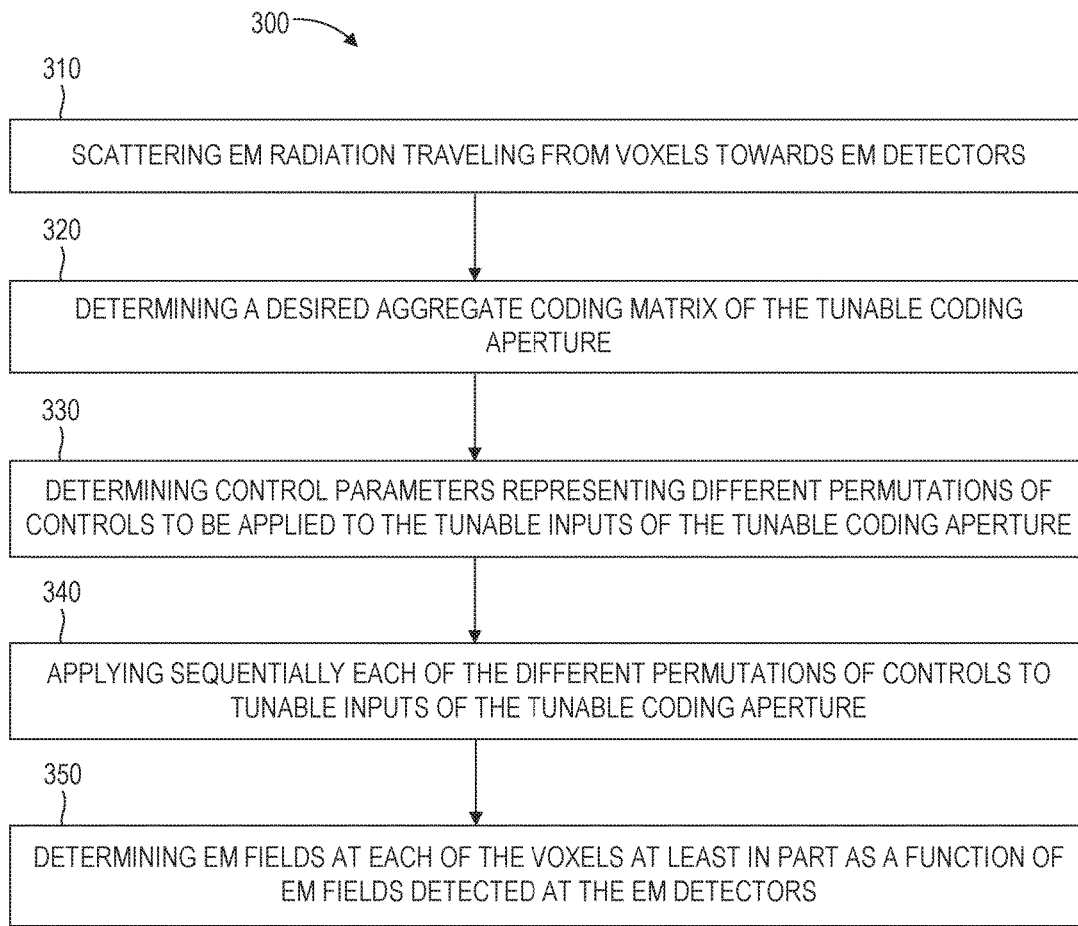 300
310
SCATTERING EM RADIATION TRAVELING FROM VOXELS TOWARDS EM DETECTORS
320
DETERMINING A DESIRED AGGREGATE CODING MATRIX OF THE TUNABLE CODING
APERTURE
330
DETERMINING CONTROL PARAMETERS REPRESENTING DIFFERENT PERMUTATIONS OF
CONTROLS TO BE APPLIED TO THE TUNABLE INPUTS OF THE TUNABLE CODING APERTURE
340
APPLYING SEQUENTIALLY EACH OF THE DIFFERENT PERMUTATIONS OF CONTROLS TO
TUNABLE INPUTS OF THE TUNABLE CODING APERTURE
350
DETERMINING EM FIELDS AT EACH OF THE VOXELS AT LEAST IN PART AS A FUNCTION OF
EM FIELDS DETECTED AT THE EM DETECTORS